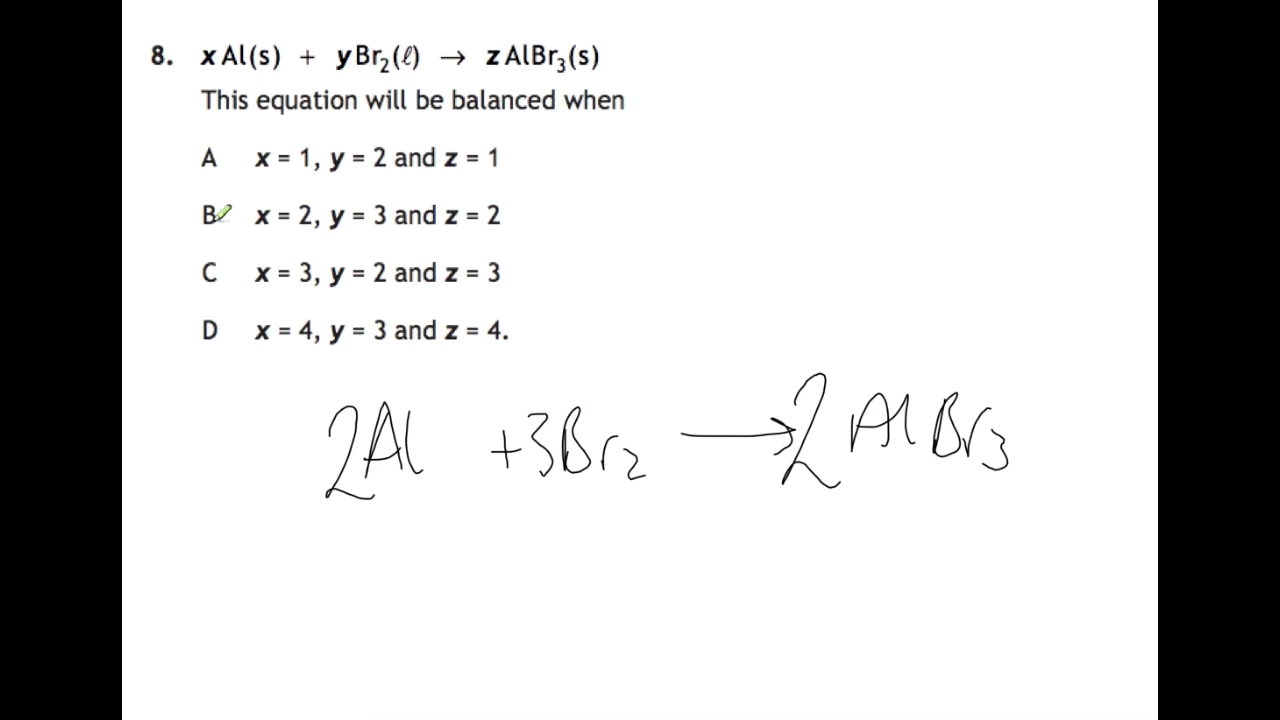 8. x Al(s) + y Br₂(ℓ) → z AlBr₃(s)
This equation will be balanced when
A x = 1, y = 2 and z = 1
B x = 2, y = 3 and z = 2
C x = 3, y = 2 and z = 3
D x = 4, y = 3 and z = 4.
2Al +3Br₂ → 2AlBr₃